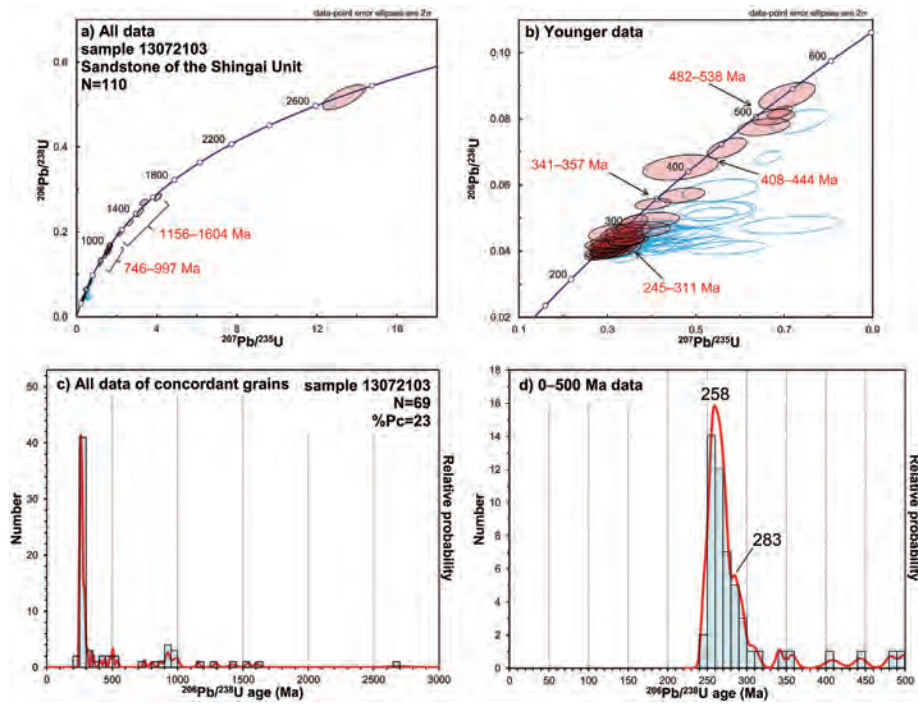 data-point error ellipses are 2σ
a) All data
sample 13072103
Sandstone of the Shingai Unit
N=110
0.8
0.6
0.4
0.2
0.0
206Pb/238U
2600
2200
1800
1400
1000
1156–1604 Ma
746–997 Ma
0
4
8
12
16
207Pb/235U
data-point error ellipses are 2σ
b) Younger data
0.10
0.08
0.06
0.04
0.02
206Pb/238U
600
500
400
300
200
482–538 Ma
341–357 Ma
408–444 Ma
245–311 Ma
0.1
0.3
0.5
0.7
0.9
207Pb/235U
c) All data of concordant grains
sample 13072103
N=69
%Pc=23
50
40
30
20
10
0
Number
Relative probability
0
500
1000
1500
2000
2500
3000
206Pb/238U age (Ma)
d) 0–500 Ma data
258
283
18
16
14
12
10
8
6
4
2
0
Number
Relative probability
0
50
100
150
200
250
300
350
400
450
500
206Pb/238U age (Ma)